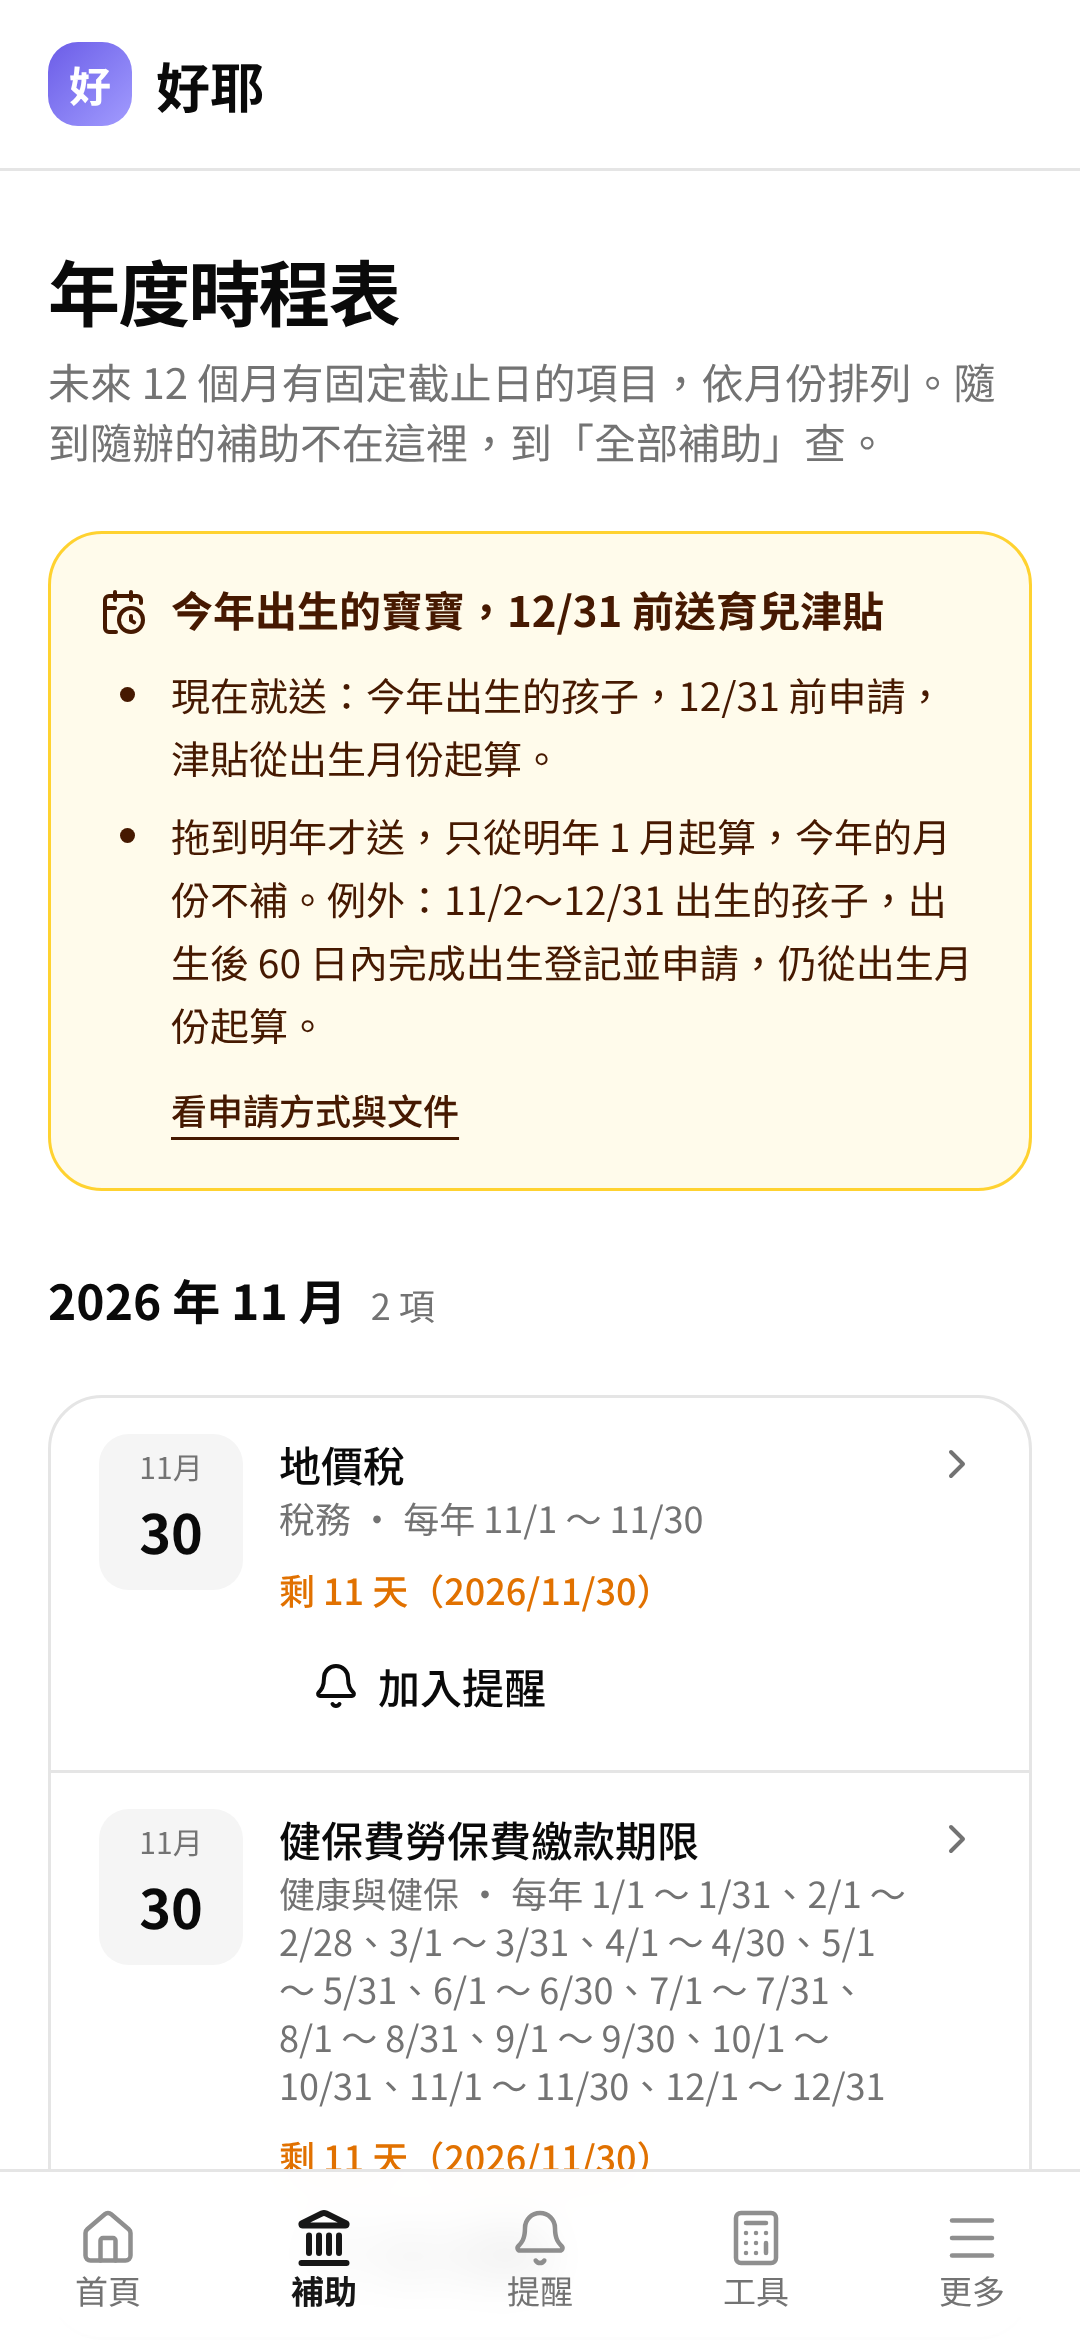 好 好耶
年度時程表
未來 12 個月有固定截止日的項目，依月份排列。隨
到隨辦的補助不在這裡，到「全部補助」查。
今年出生的寶寶，12/31 前送育兒津貼
• 現在就送：今年出生的孩子，12/31 前申請，
津貼從出生月份起算。
• 拖到明年才送，只從明年 1 月起算，今年的月
份不補。例外：11/2～12/31 出生的孩子，出
生後 60 日內完成出生登記並申請，仍從出生月
份起算。
看申請方式與文件
2026 年 11 月 2 項
11月
30
地價稅
稅務 • 每年 11/1 ～ 11/30
剩 11 天（2026/11/30）
加入提醒
11月
30
健保費勞保費繳款期限
健康與健保 • 每年 1/1 ～ 1/31、2/1 ～
2/28、3/1 ～ 3/31、4/1 ～ 4/30、5/1
～ 5/31、6/1 ～ 6/30、7/1 ～ 7/31、
8/1 ～ 8/31、9/1 ～ 9/30、10/1 ～
10/31、11/1 ～ 11/30、12/1 ～ 12/31
剩 11 天（2026/11/30）
首頁 補助 提醒 工具 更多